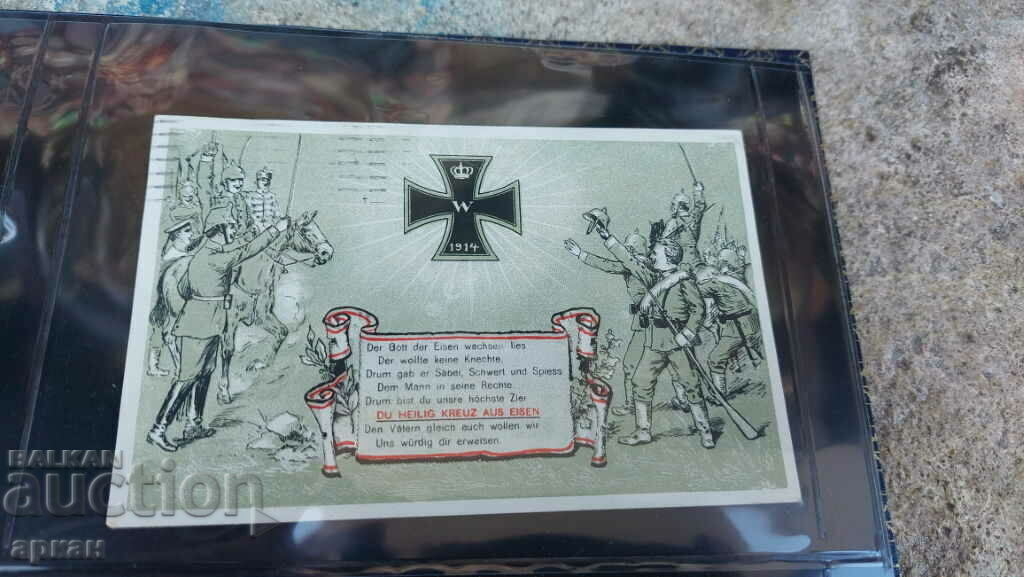 W
1914
Der Gott der Eisen wachsen lies
Der wollte keine Knechte,
Drum gab er Säbel, Schwert und Spiess
Dem Mann in seine Rechte...
Drum bist du unsre höchste Zier
DU HEILIG KREUZ AUS EISEN
Den Vätern gleich auch wollen wir
Uns würdig dir erweisen.
BALKAN
auction
аркан